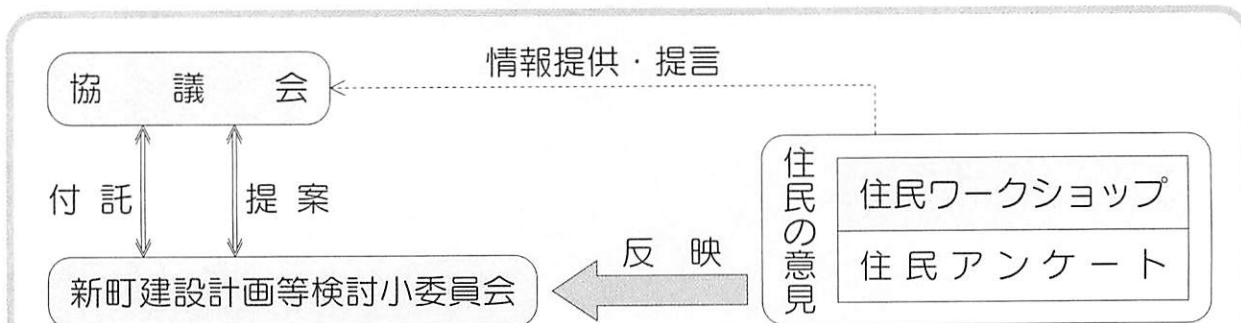 情報提供・提言
協議会
付託
提案
住民の意見
住民ワークショップ
住民アンケート
反映
新町建設計画等検討小委員会